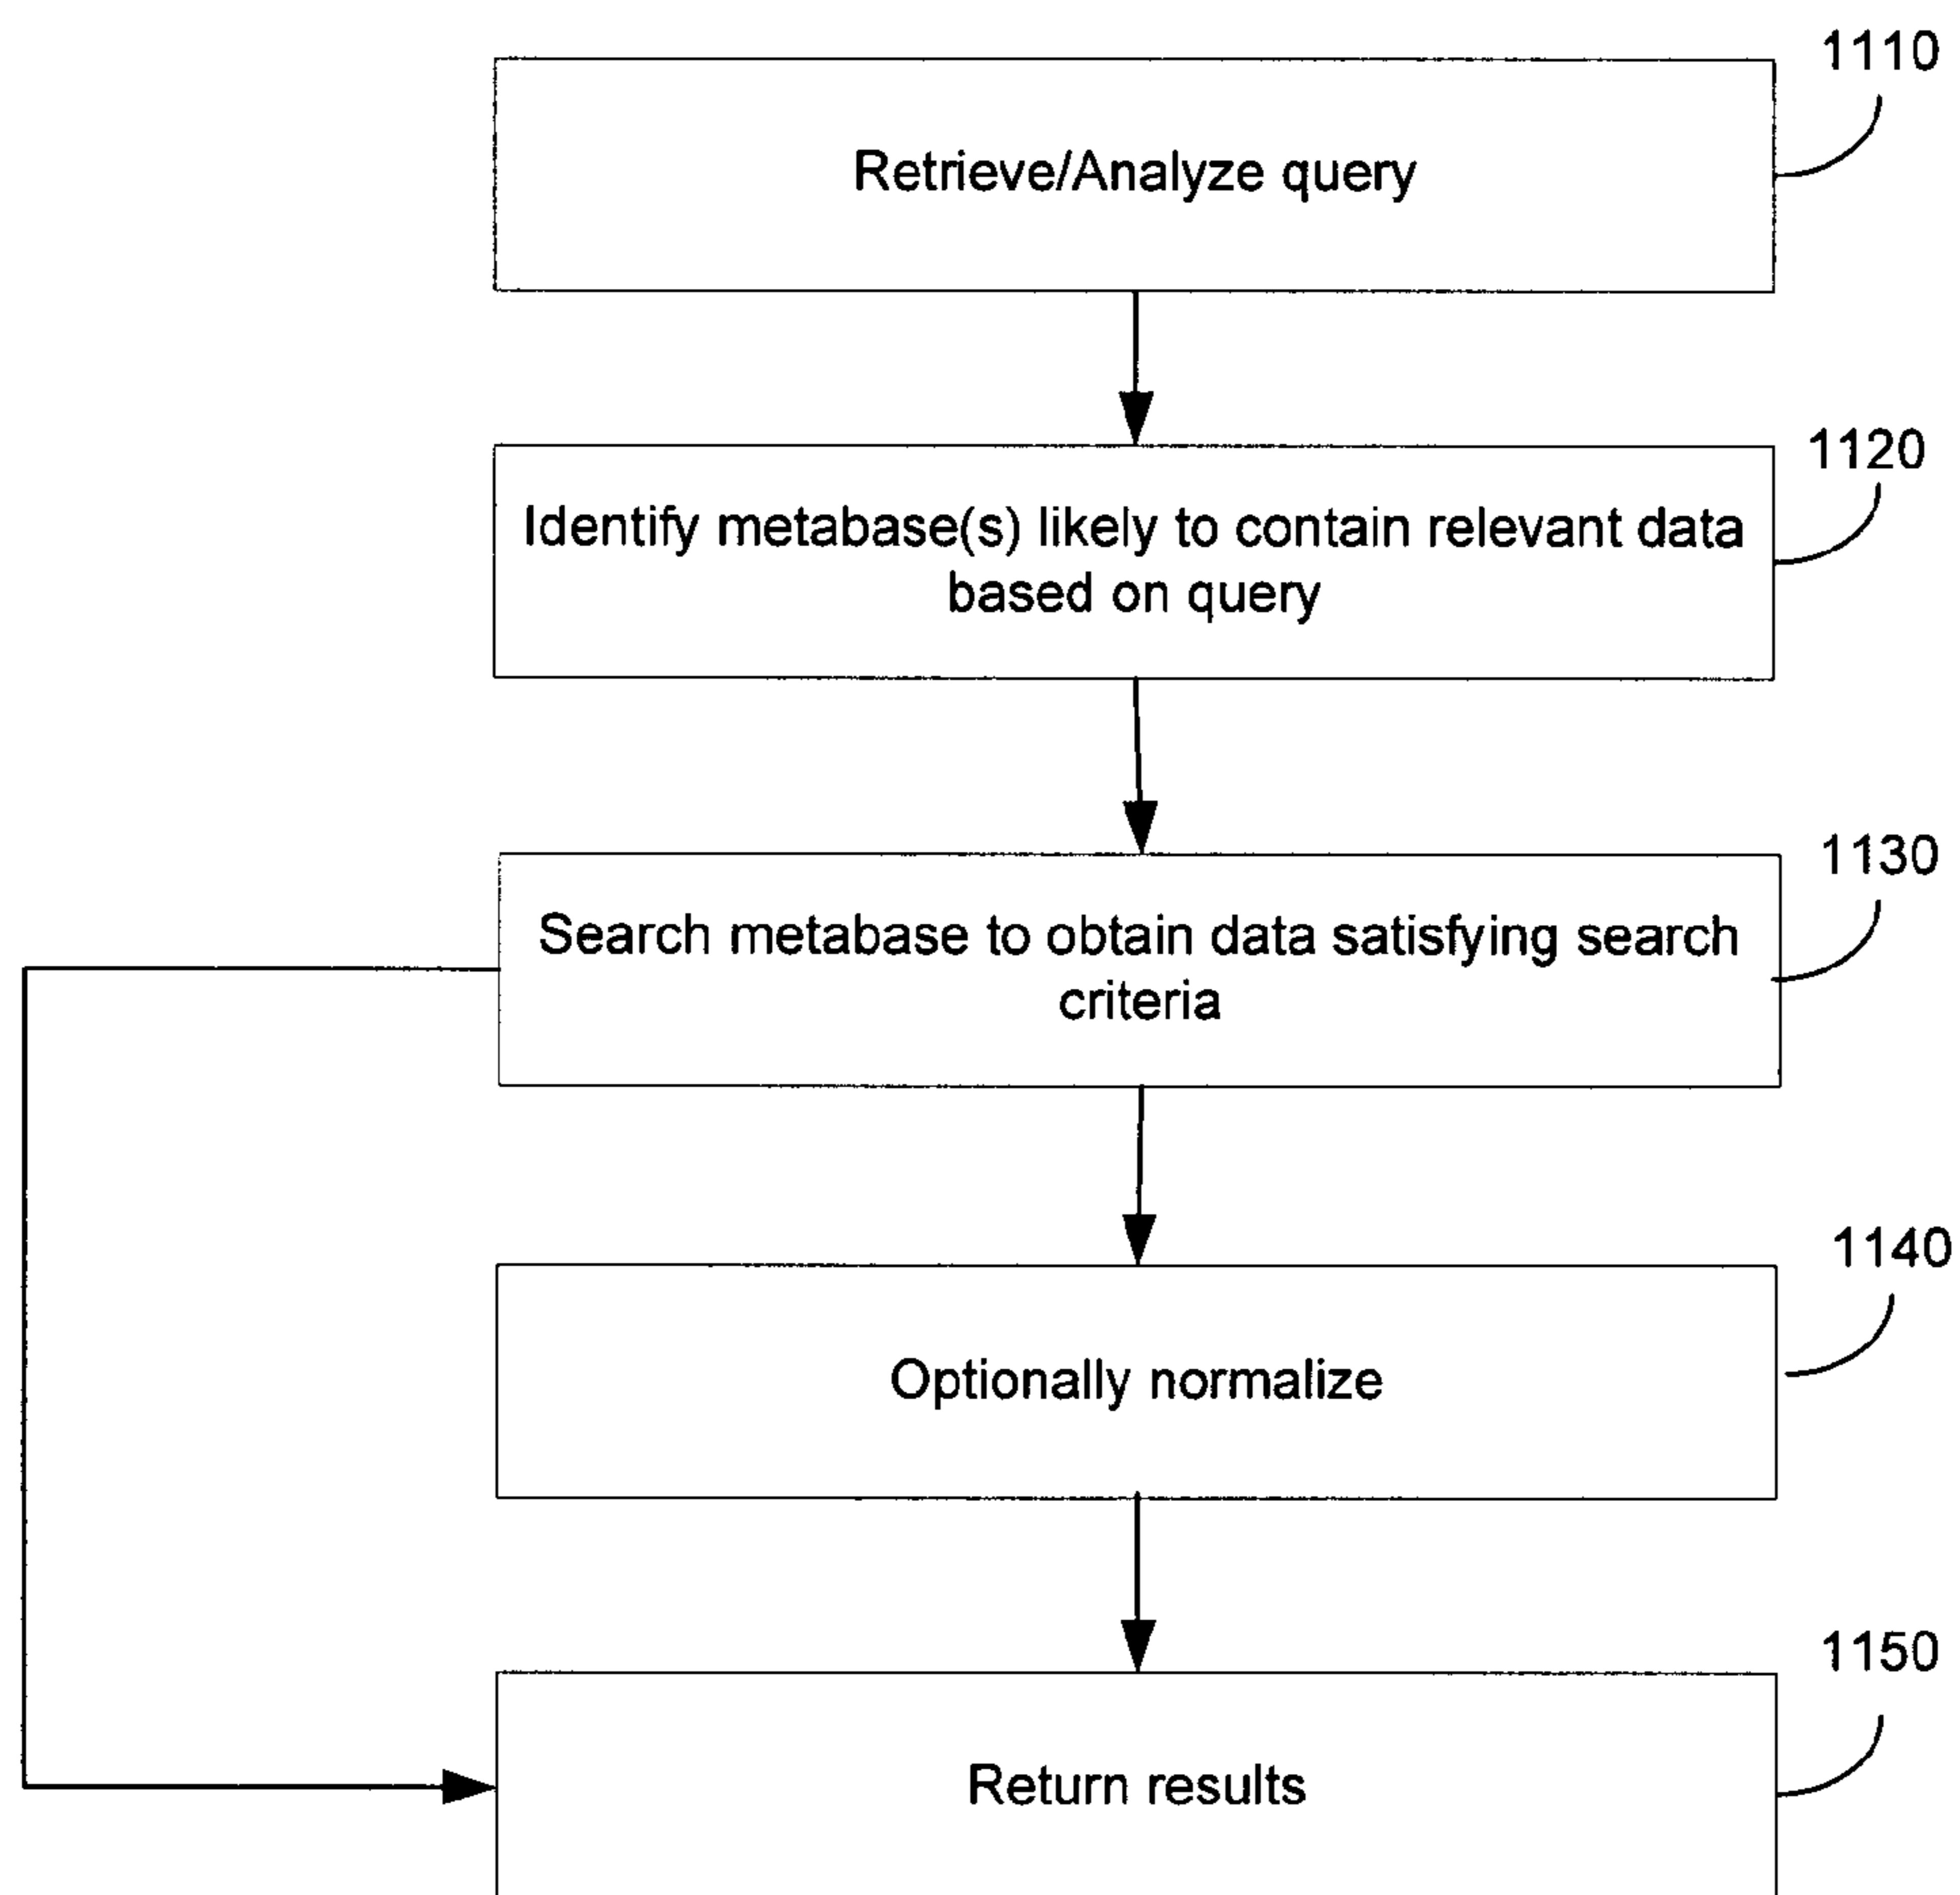 1110
Retrieve/Analyze query
1120
Identify metabase(s) likely to contain relevant data
based on query
1130
Search metabase to obtain data satisfying search
criteria
1140
Optionally normalize
1150
Return results